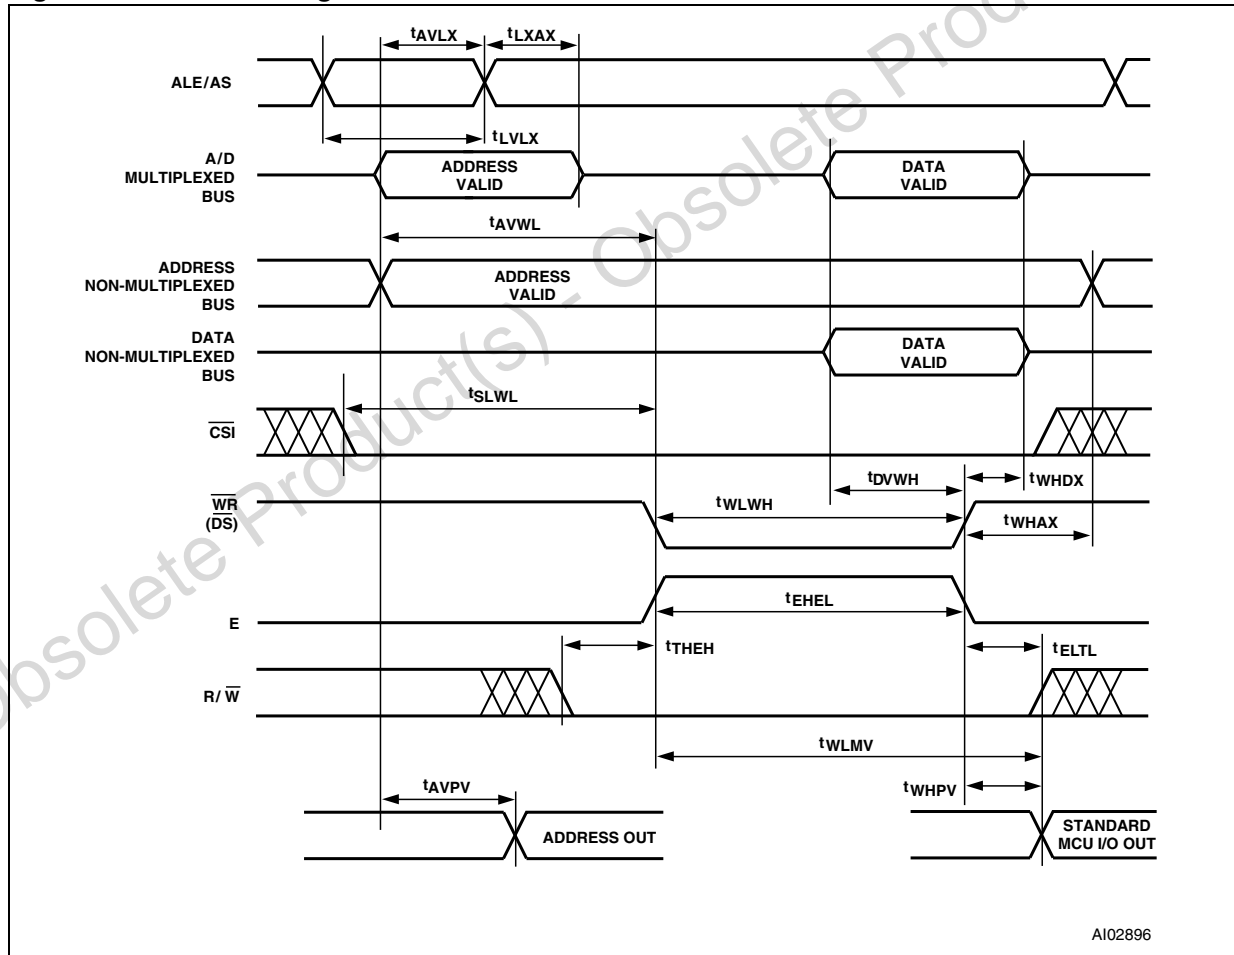 tAVLX tLXAX
ALE/AS
tLVLX
A/D
MULTIPLEXED
BUS
ADDRESS
VALID
DATA
VALID
tAVWL
ADDRESS
NON-MULTIPLEXED
BUS
ADDRESS
VALID
DATA
NON-MULTIPLEXED
BUS
DATA
VALID
tSLWL
CSI
tDVWH tWHDX
WR
(DS)
tWLWH
tWHAX
E
tEHEL
tTHEH
tELTL
R/W
tWLMV
tAVPV
tWHPV
ADDRESS OUT
STANDARD
MCU I/O OUT
AI02896
Obsolete Product(s) - Obsolete Prod